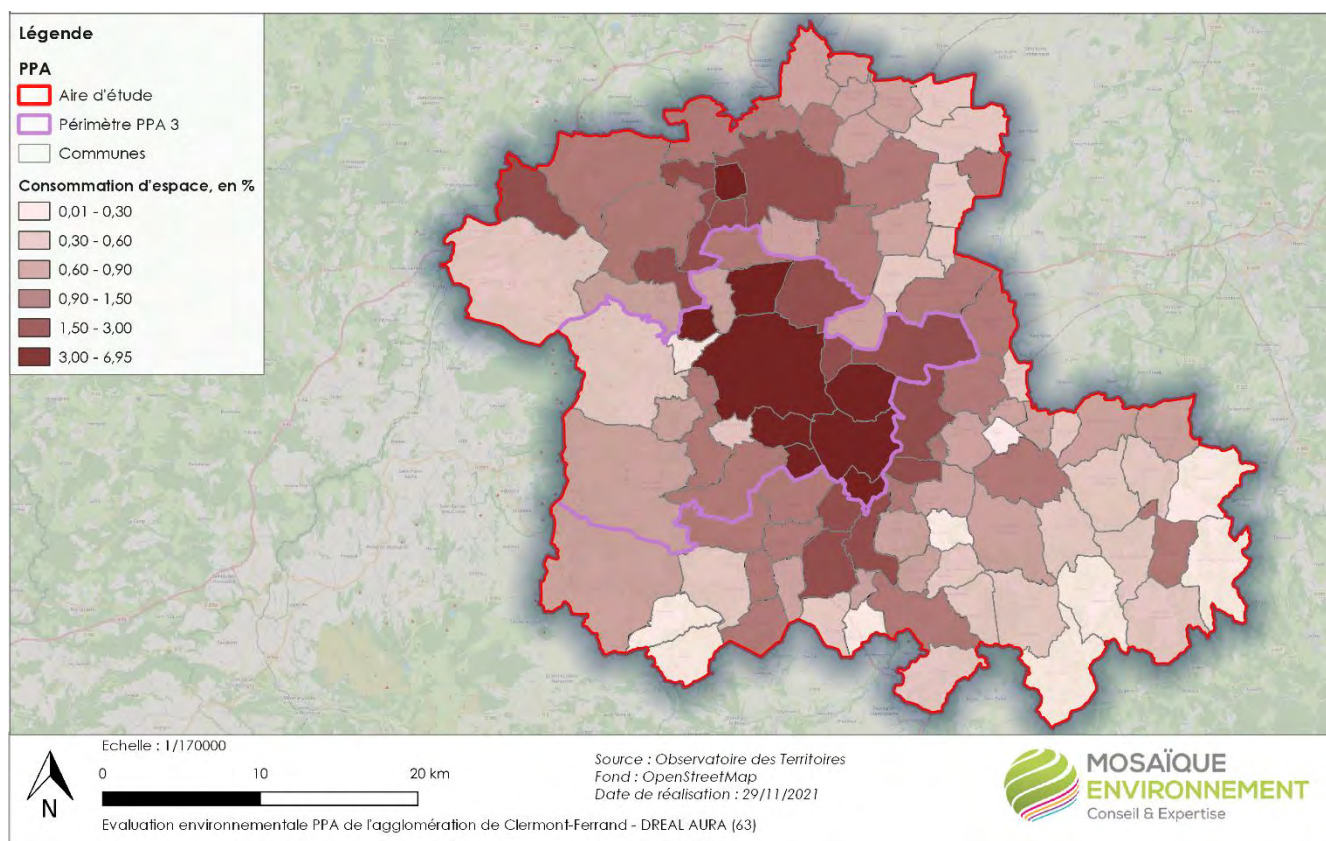 Légende
PPA
Aire d'étude
Périmètre PPA 3
Communes
Consommation d'espace, en %
0,01 - 0,30
0,30 - 0,60
0,60 - 0,90
0,90 - 1,50
1,50 - 3,00
3,00 - 6,95
N
Echelle : 1/170000
0 10 20 km
Source : Observatoire des Territoires
Fond : OpenStreetMap
Date de réalisation : 29/11/2021
Evaluation environnementale PPA de l'agglomération de Clermont-Ferrand - DREAL AURA (63)
MOSAÏQUE
ENVIRONNEMENT
Conseil & Expertise